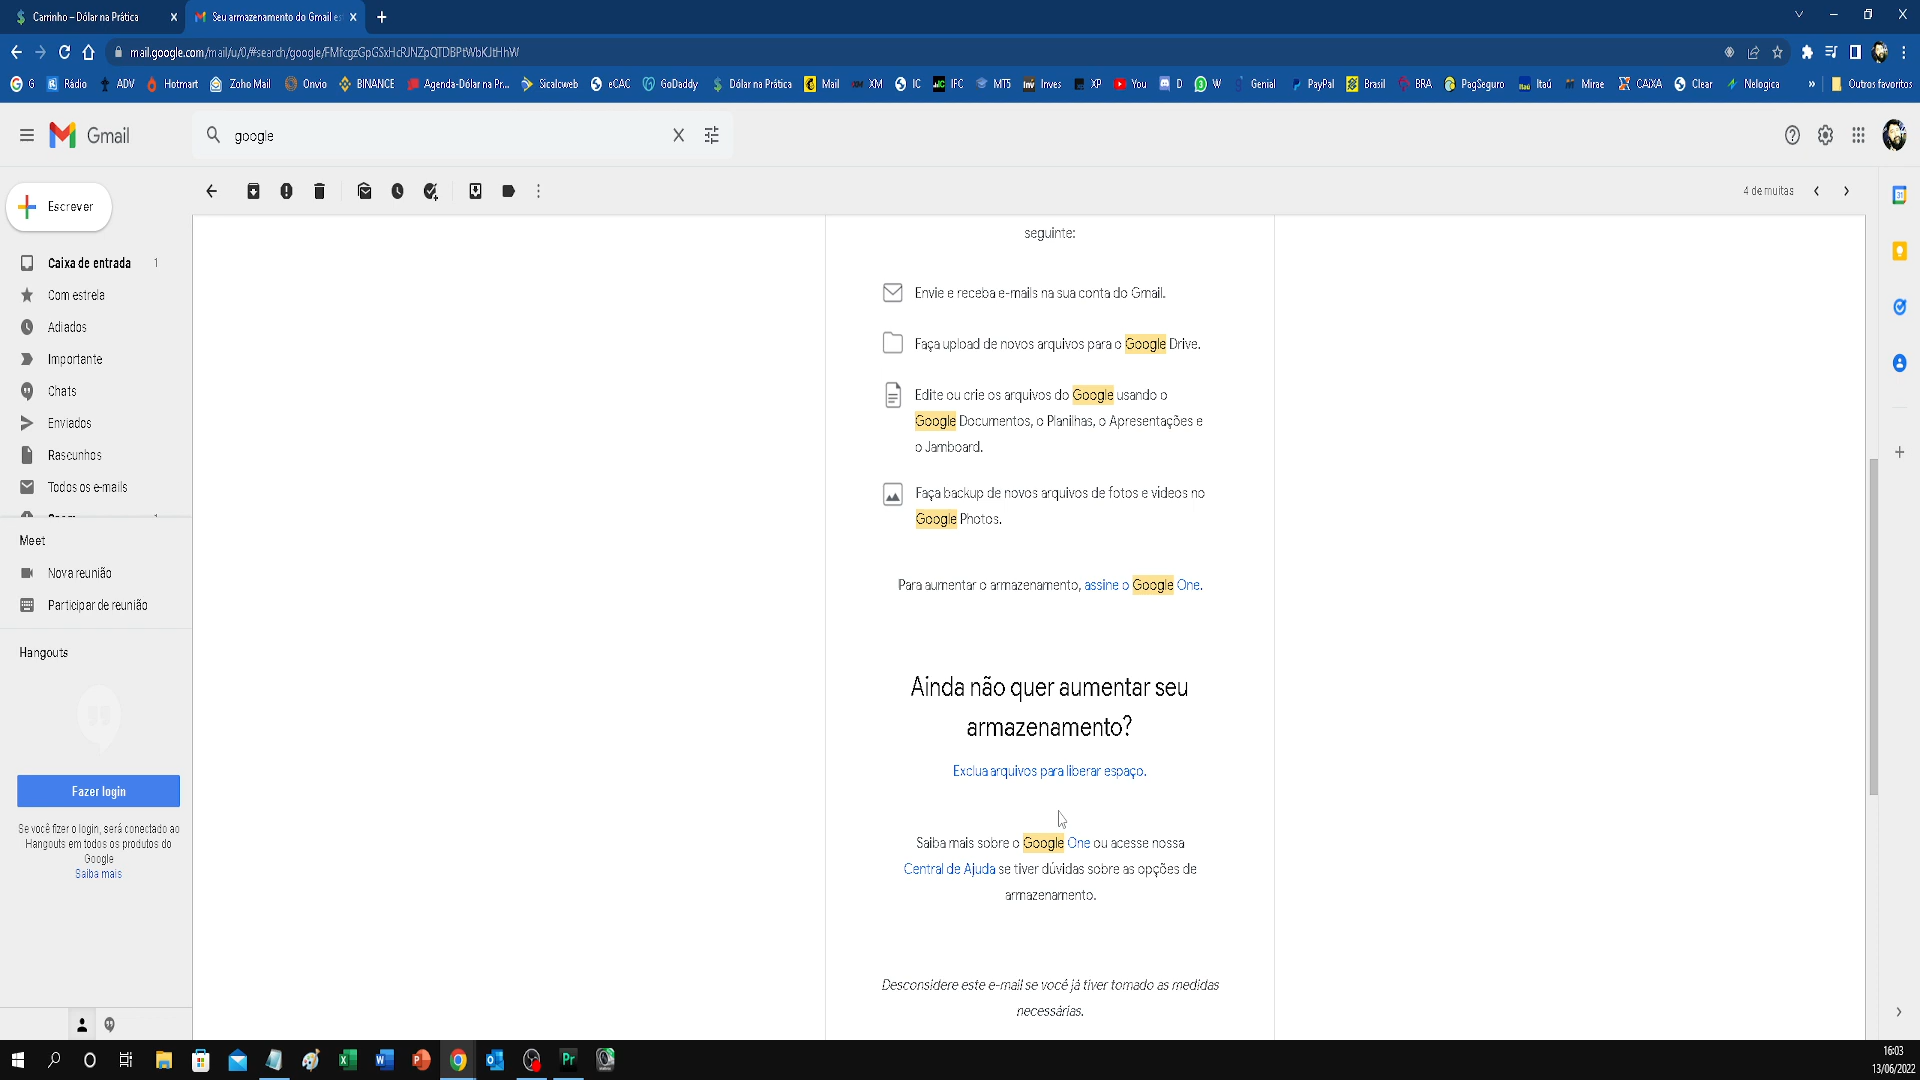 Carrinho – Dólar na Prática
Seu armazenamento do Gmail es
mail.google.com/mail/u/0/#search/google/FMfcgzGpGSxHcRJNZpQTDBPtWbKJtHhW
G Rádio ADV Hotmart Zoho Mail Onvio BINANCE Agenda-Dólar na Pr... Sicalcweb eCAC GoDaddy Dólar na Prática Mail XM IC IFC MT5 Inves XP You D W Genial PayPal Brasil BRA PagSeguro Itaú Mirae CAIXA Clear Nelogica » Outros favoritos
Gmail
google
4 de muitas
Escrever
Caixa de entrada 1
Com estrela
Adiados
Importante
Chats
Enviados
Rascunhos
Todos os e-mails
Spam 1
Meet
Nova reunião
Participar de reunião
Hangouts
Fazer login
Se você fizer o login, será conectado ao
Hangouts em todos os produtos do
Google
Saiba mais
seguinte:
Envie e receba e-mails na sua conta do Gmail.
Faça upload de novos arquivos para o Google Drive.
Edite ou crie os arquivos do Google usando o
Google Documentos, o Planilhas, o Apresentações e
o Jamboard.
Faça backup de novos arquivos de fotos e vídeos no
Google Photos.
Para aumentar o armazenamento, assine o Google One.
Ainda não quer aumentar seu
armazenamento?
Exclua arquivos para liberar espaço.
Saiba mais sobre o Google One ou acesse nossa
Central de Ajuda se tiver dúvidas sobre as opções de
armazenamento.
Desconsidere este e-mail se você já tiver tomado as medidas
necessárias.
16:03
13/06/2022